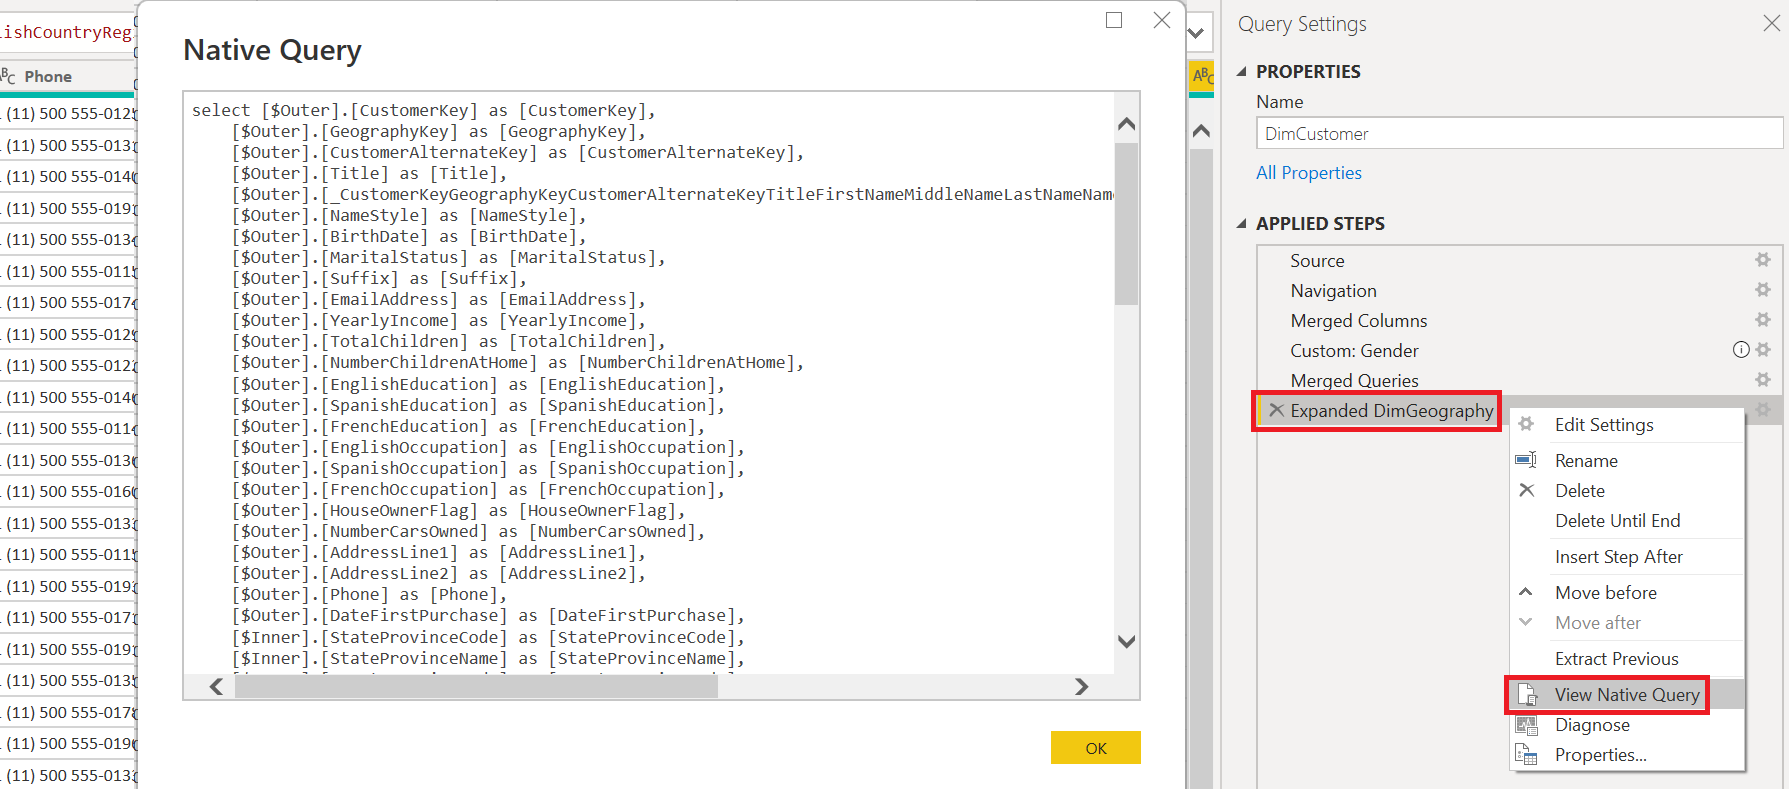 ishCountryReg
ABC Phone
(11) 500 555-012
(11) 500 555-013
(11) 500 555-014
(11) 500 555-019
(11) 500 555-013
(11) 500 555-011
(11) 500 555-017
(11) 500 555-012
(11) 500 555-012
(11) 500 555-014
(11) 500 555-011
(11) 500 555-013
(11) 500 555-016
(11) 500 555-013
(11) 500 555-011
(11) 500 555-019
(11) 500 555-017
(11) 500 555-019
(11) 500 555-013
(11) 500 555-017
(11) 500 555-019
(11) 500 555-013
Native Query
select [$Outer].[CustomerKey] as [CustomerKey],
[$Outer].[GeographyKey] as [GeographyKey],
[$Outer].[CustomerAlternateKey] as [CustomerAlternateKey],
[$Outer].[Title] as [Title],
[$Outer].[_CustomerKeyGeographyKeyCustomerAlternateKeyTitleFirstNameMiddleNameLastNameName
[$Outer].[NameStyle] as [NameStyle],
[$Outer].[BirthDate] as [BirthDate],
[$Outer].[MaritalStatus] as [MaritalStatus],
[$Outer].[Suffix] as [Suffix],
[$Outer].[EmailAddress] as [EmailAddress],
[$Outer].[YearlyIncome] as [YearlyIncome],
[$Outer].[TotalChildren] as [TotalChildren],
[$Outer].[NumberChildrenAtHome] as [NumberChildrenAtHome],
[$Outer].[EnglishEducation] as [EnglishEducation],
[$Outer].[SpanishEducation] as [SpanishEducation],
[$Outer].[FrenchEducation] as [FrenchEducation],
[$Outer].[EnglishOccupation] as [EnglishOccupation],
[$Outer].[SpanishOccupation] as [SpanishOccupation],
[$Outer].[FrenchOccupation] as [FrenchOccupation],
[$Outer].[HouseOwnerFlag] as [HouseOwnerFlag],
[$Outer].[NumberCarsOwned] as [NumberCarsOwned],
[$Outer].[AddressLine1] as [AddressLine1],
[$Outer].[AddressLine2] as [AddressLine2],
[$Outer].[Phone] as [Phone],
[$Outer].[DateFirstPurchase] as [DateFirstPurchase],
[$Inner].[StateProvinceCode] as [StateProvinceCode],
[$Inner].[StateProvinceName] as [StateProvinceName],
OK
ABC
Query Settings
PROPERTIES
Name
DimCustomer
All Properties
APPLIED STEPS
Source
Navigation
Merged Columns
Custom: Gender
Merged Queries
Expanded DimGeography
Edit Settings
Rename
Delete
Delete Until End
Insert Step After
Move before
Move after
Extract Previous
View Native Query
Diagnose
Properties...